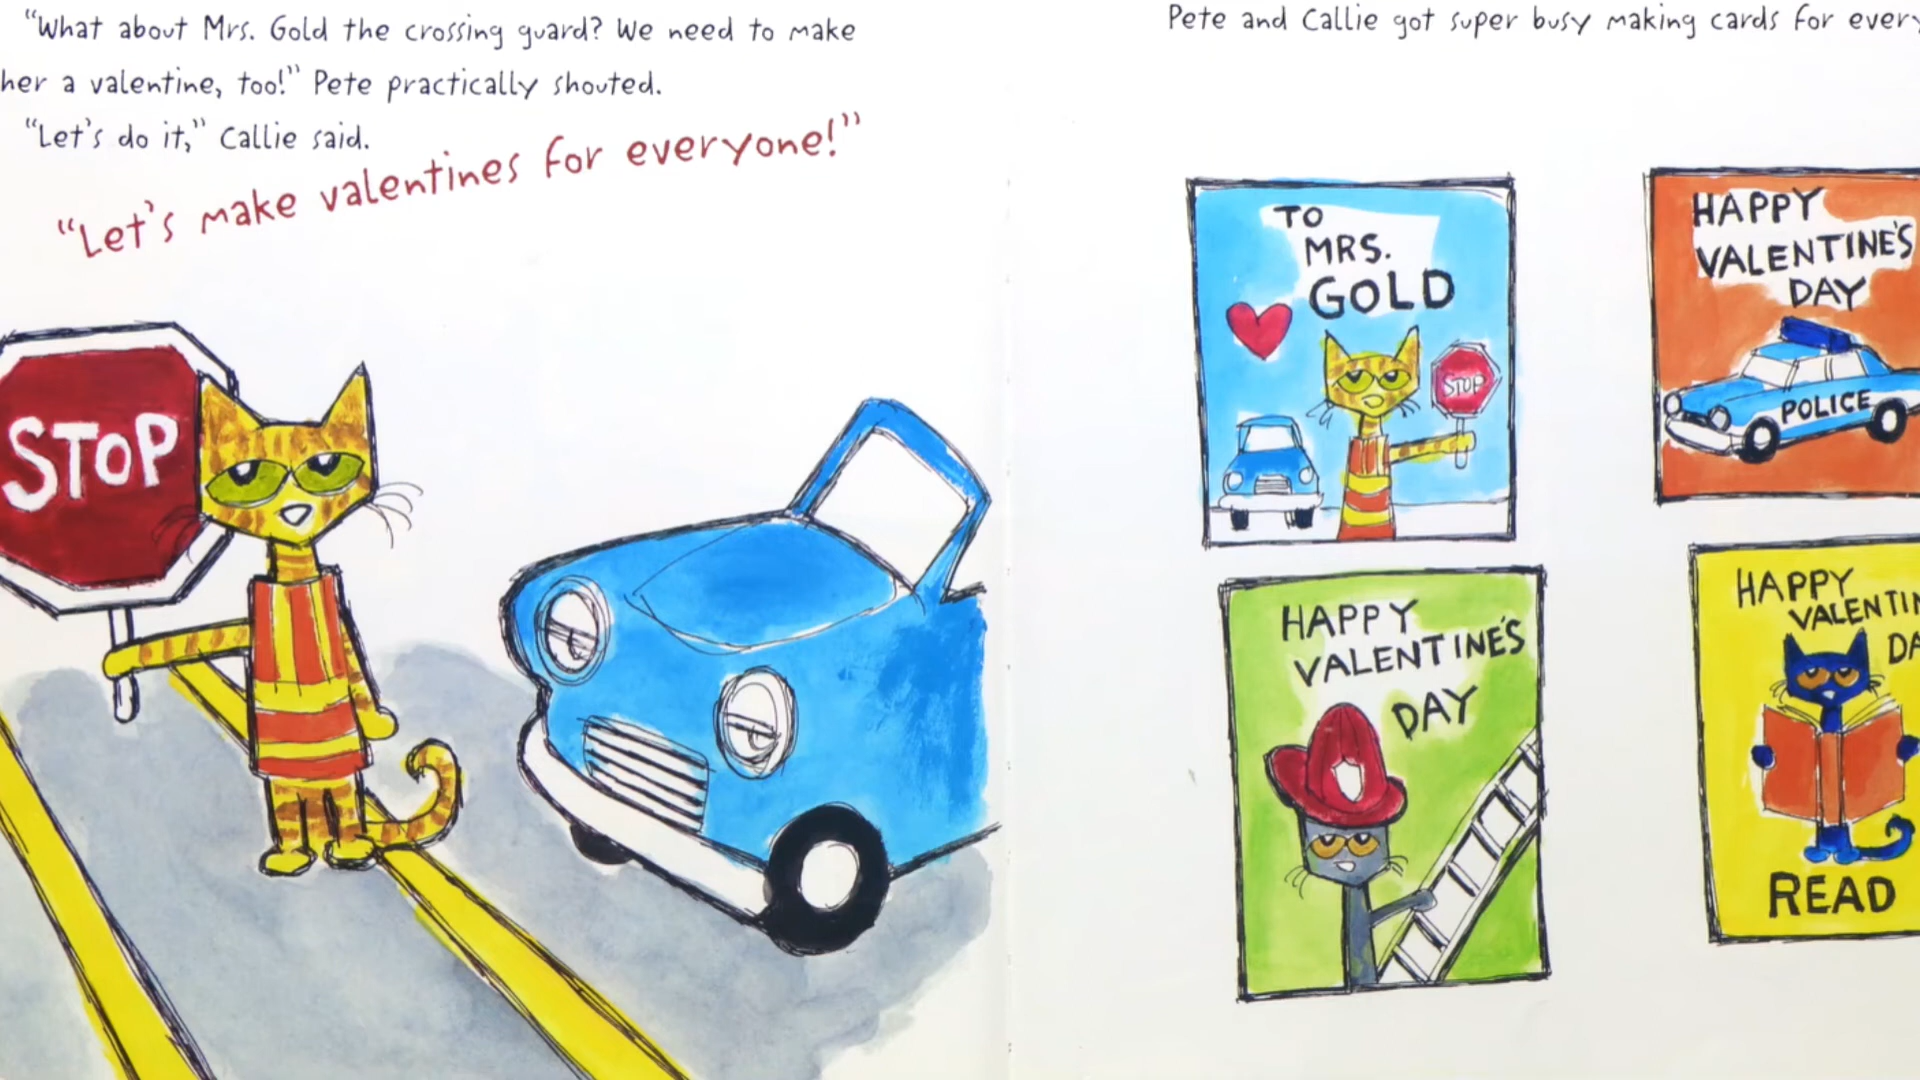 “What about Mrs. Gold the crossing guard? We need to make
her a valentine, too!” Pete practically shouted.
“Let's do it,” Callie said.
“Let's make valentines for everyone!”
STOP
Pete and Callie got super busy making cards for
TO
MRS.
GOLD
STOP
HAPPY
VALENTINE'S
DAY
POLICE
HAPPY
VALENTINE'S
DAY
HAPPY
READ